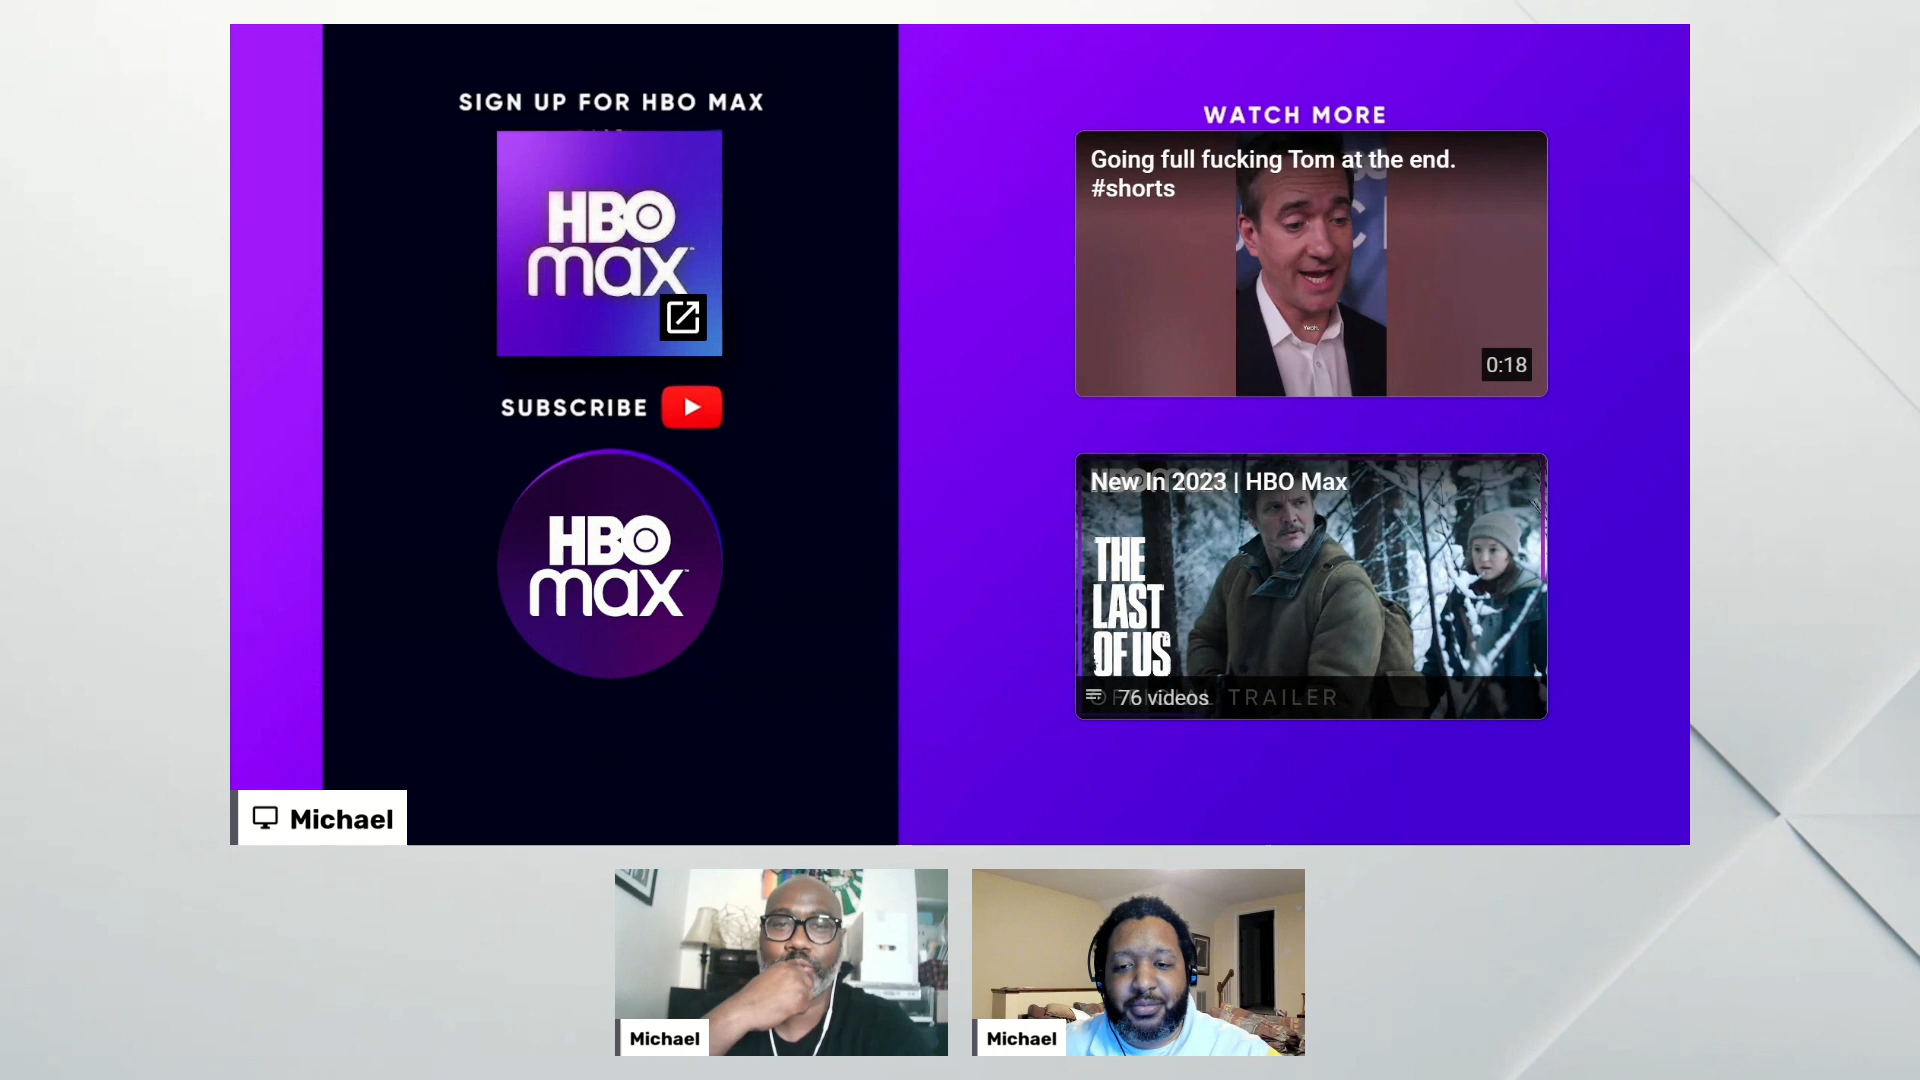 SIGN UP FOR HBO MAX
HBO
max
SUBSCRIBE
HBO
max
WATCH MORE
Going full fucking Tom at the end.
#shorts
Yeah.
0:18
New In 2023 | HBO Max
THE
LAST
OF US
76 videos
TRAILER
Michael
Michael
Michael